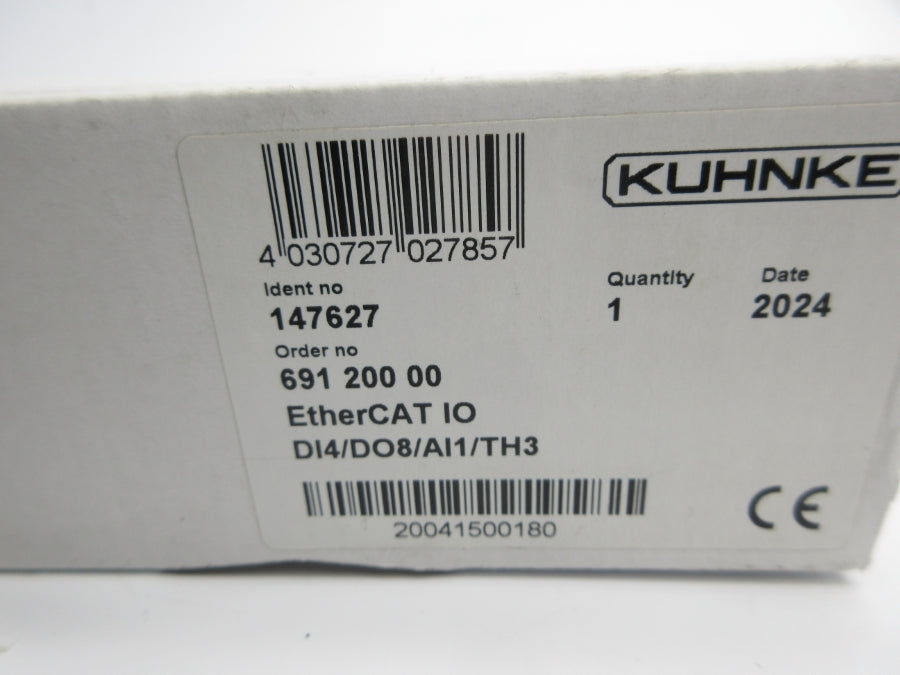 KUHNKE
4 030727 027857
Ident no
147627
Quantity
1
Date
2024
Order no
691 200 00
EtherCAT IO
DI4/DO8/AI1/TH3
20041500180
CE